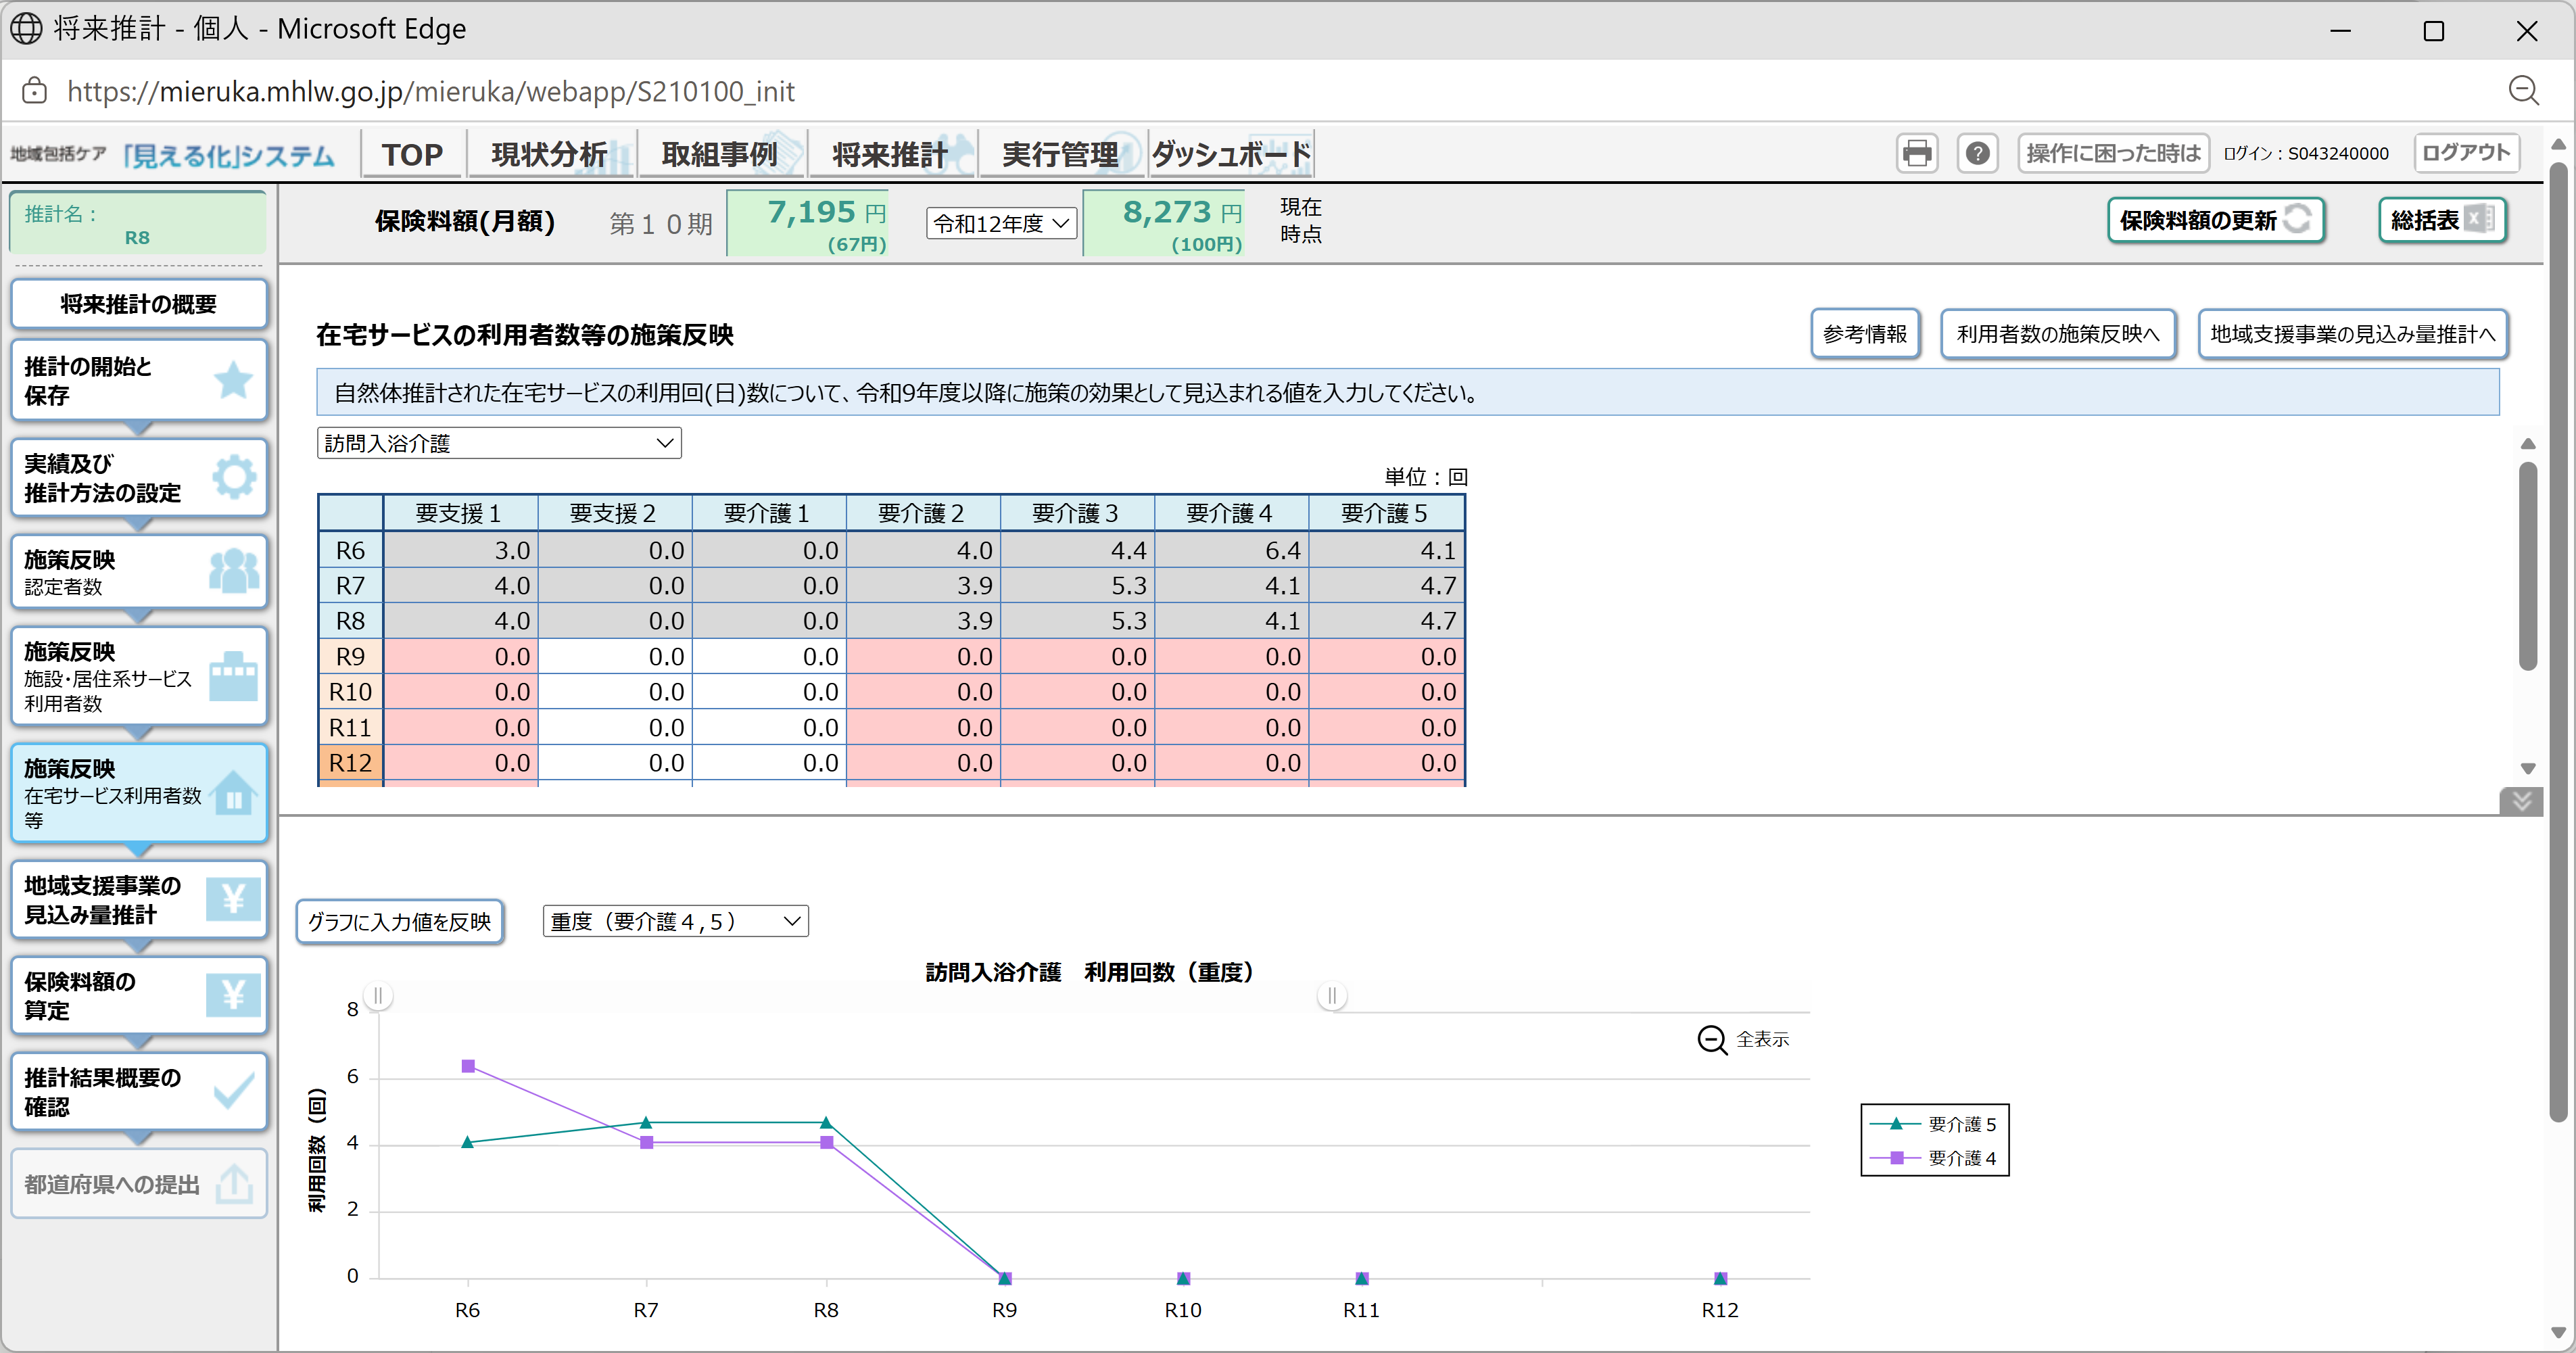 将来推計 - 個人 - Microsoft Edge
https://mieruka.mhlw.go.jp/mieruka/webapp/S210100_init
地域包括ケア 「見える化」システム TOP 現状分析 取組事例 将来推計 実行管理 ダッシュボード ? 操作に困った時は ログイン：S043240000 ログアウト
推計名：
R8
保険料額(月額) 第１０期 7,195 円 (67円) 令和12年度 8,273 円 (100円) 現在時点 保険料額の更新 総括表
将来推計の概要
推計の開始と
保存
実績及び
推計方法の設定
施策反映
認定者数
施策反映
施設・居住系サービス
利用者数
施策反映
在宅サービス利用者数
等
地域支援事業の
見込み量推計
保険料額の
算定
推計結果概要の
確認
都道府県への提出
在宅サービスの利用者数等の施策反映 参考情報 利用者数の施策反映へ 地域支援事業の見込み量推計へ
自然体推計された在宅サービスの利用回(日)数について、令和9年度以降に施策の効果として見込まれる値を入力してください。
訪問入浴介護
単位：回
要支援１ 要支援２ 要介護１ 要介護２ 要介護３ 要介護４ 要介護５
R6 3.0 0.0 0.0 4.0 4.4 6.4 4.1
R7 4.0 0.0 0.0 3.9 5.3 4.1 4.7
R8 4.0 0.0 0.0 3.9 5.3 4.1 4.7
R9 0.0 0.0 0.0 0.0 0.0 0.0 0.0
R10 0.0 0.0 0.0 0.0 0.0 0.0 0.0
R11 0.0 0.0 0.0 0.0 0.0 0.0 0.0
R12 0.0 0.0 0.0 0.0 0.0 0.0 0.0
グラフに入力値を反映 重度（要介護４,５）
訪問入浴介護　利用回数（重度）
全表示
利用回数（回）
8
6
4
2
0
R6 R7 R8 R9 R10 R11 R12
要介護５
要介護４